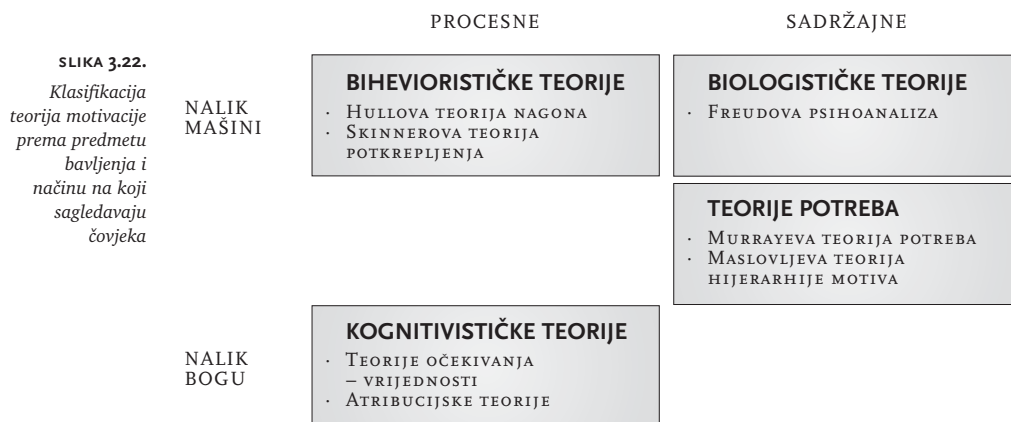 PROCESNE
SADRŽAJNE
SLIKA 3.22.
Klasifikacija
teorija motivacije
prema predmetu
bavljenja i
načinu na koji
sagledavaju
čovjeka
NALIK
MAŠINI
BIHEVIORISTIČKE TEORIJE
· HULLOVA TEORIJA NAGONA
· SKINNEROVA TEORIJA
POTKREPLJENJA
BIOLOGISTIČKE TEORIJE
· FREUDOVA PSIHOANALIZA
TEORIJE POTREBA
· MURRAYEVA TEORIJA POTREBA
· MASLOVLJEVA TEORIJA
HIJERARHIJE MOTIVA
NALIK
BOGU
KOGNITIVISTIČKE TEORIJE
· TEORIJE OČEKIVANJA
– VRIJEDNOSTI
· ATRIBUCIJSKE TEORIJE